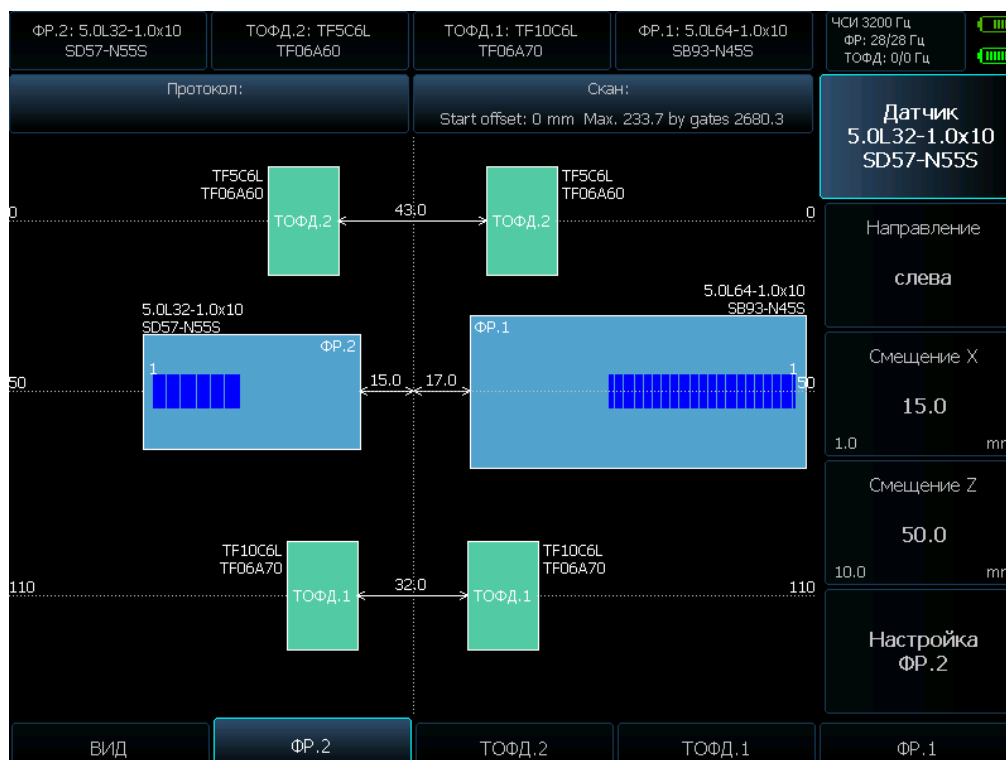 ФР.2: 5.0L32-1.0x10
SD57-N55S
ТОФД.2: TF5C6L
TF06A60
ТОФД.1: TF10C6L
TF06A70
ФР.1: 5.0L64-1.0x10
SB93-N45S
ЧСИ 3200 Гц
ФР: 28/28 Гц
ТОФД: 0/0 Гц
Протокол:
Скан:
Start offset: 0 mm Max. 233.7 by gates 2680.3
Датчик
5.0L32-1.0x10
SD57-N55S
TF5C6L
TF06A60
TF5C6L
TF06A60
0
ТОФД.2
43.0
ТОФД.2
0
Направление
слева
5.0L32-1.0x10
SD57-N55S
5.0L64-1.0x10
SB93-N45S
ФР.2
ФР.1
1
1
50
15.0
17.0
50
Смещение X
15.0
1.0
mm
Смещение Z
50.0
10.0
mm
TF10C6L
TF06A70
TF10C6L
TF06A70
110
ТОФД.1
32.0
ТОФД.1
110
Настройка
ФР.2
ВИД
ФР.2
ТОФД.2
ТОФД.1
ФР.1